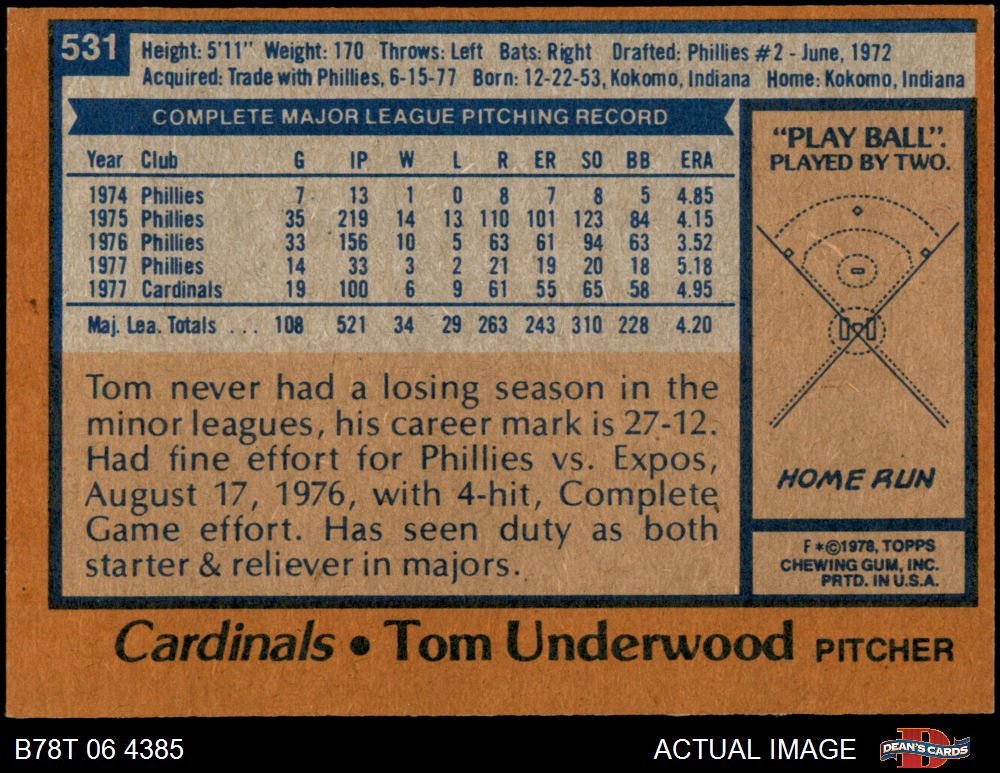 531
Height: 5'11" Weight: 170 Throws: Left Bats: Right Drafted: Phillies #2 - June, 1972
Acquired: Trade with Phillies, 6-15-77 Born: 12-22-53, Kokomo, Indiana Home: Kokomo, Indiana
COMPLETE MAJOR LEAGUE PITCHING RECORD
Year Club G IP W L R ER SO BB ERA
1974 Phillies 7 13 1 0 8 7 8 5 4.85
1975 Phillies 35 219 14 13 110 101 123 84 4.15
1976 Phillies 33 156 10 5 63 61 94 63 3.52
1977 Phillies 14 33 3 2 21 19 20 18 5.18
1977 Cardinals 19 100 6 9 61 55 65 58 4.95
Maj. Lea. Totals . . . 108 521 34 29 263 243 310 228 4.20
Tom never had a losing season in the
minor leagues, his career mark is 27-12.
Had fine effort for Phillies vs. Expos,
August 17, 1976, with 4-hit, Complete
Game effort. Has seen duty as both
starter & reliever in majors.
"PLAY BALL".
PLAYED BY TWO.
HOME RUN
F *©1978, TOPPS
CHEWING GUM, INC.
PRTD. IN U.S.A.
Cardinals • Tom Underwood PITCHER
B78T 06 4385 ACTUAL IMAGE DEAN'S CARDS